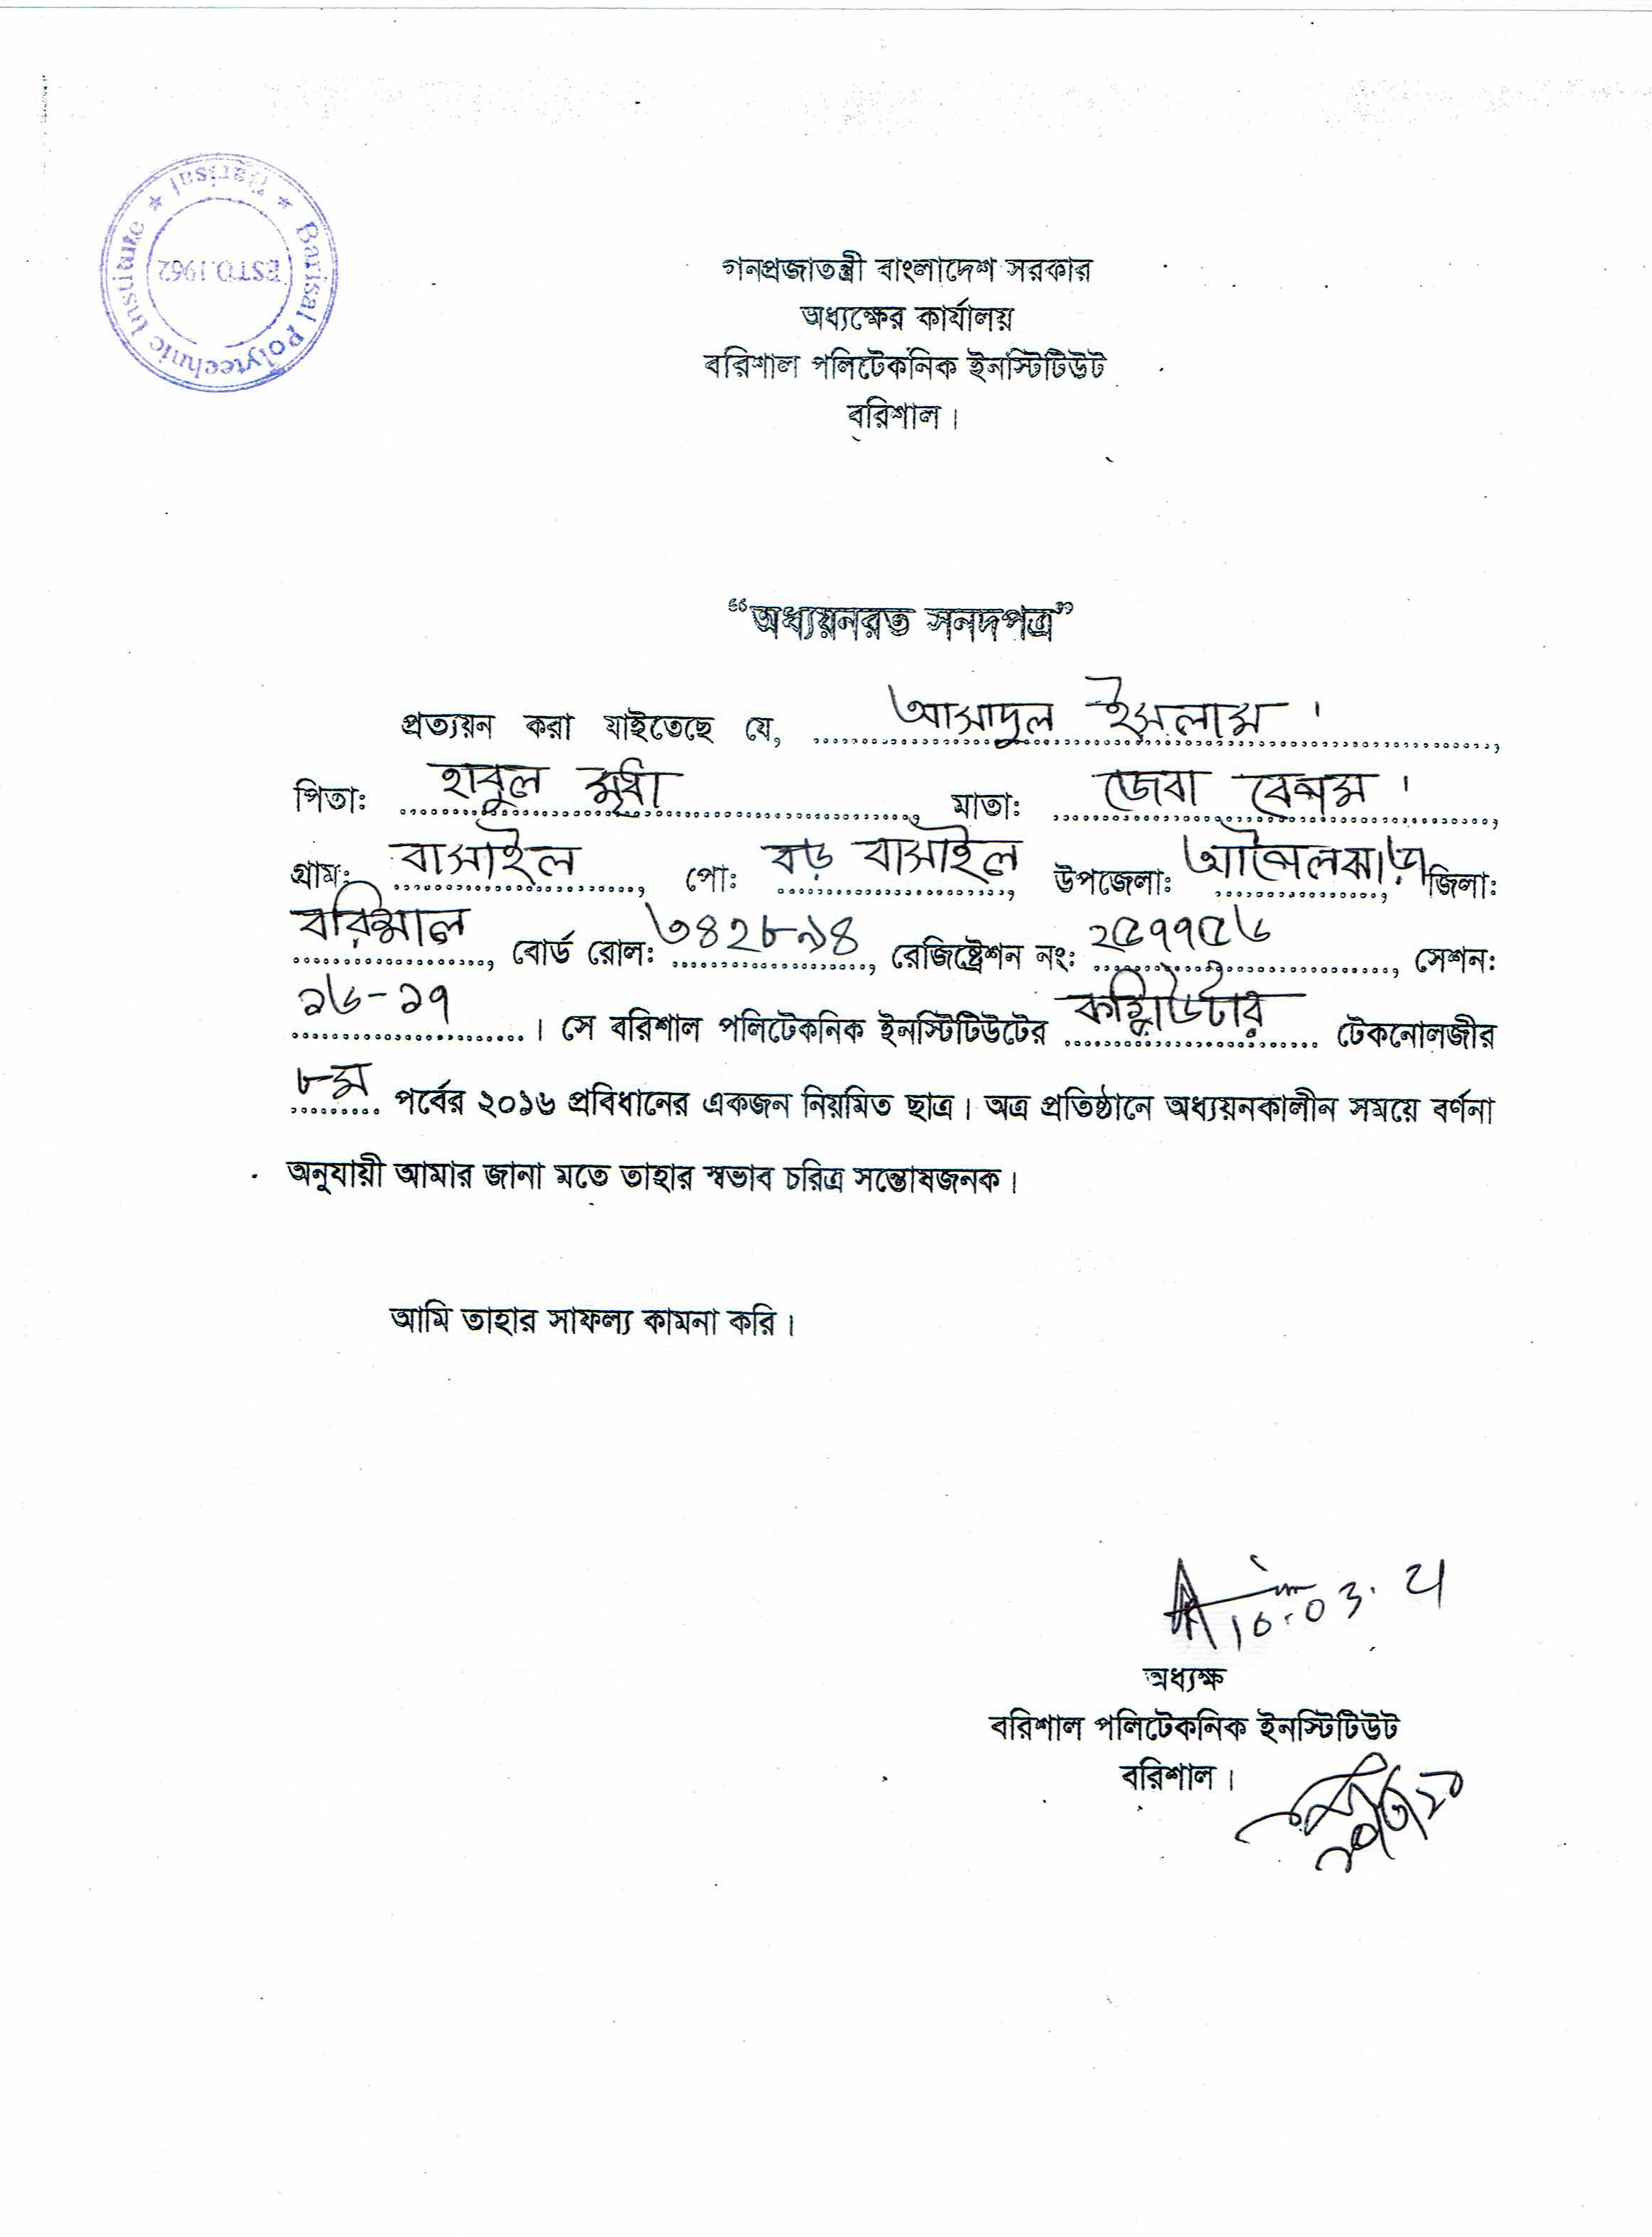 Barisal Polytechnic Institute ★ Barisal ★
ESTD.1962
গনপ্রজাতন্ত্রী বাংলাদেশ সরকার
অধ্যক্ষের কার্যালয়
বরিশাল পলিটেকনিক ইনস্টিটিউট
বরিশাল।
“অধ্যয়নরত সনদপত্র”
প্রত্যয়ন করা যাইতেছে যে, আসাদুল ইসলাম।,
পিতা: হাবুল মৃধা, মাতা: জেবা বেগম।,
গ্রাম: বাসাইল, পো: বড় বাসাইল, উপজেলা: আগৈলঝাড়া, জিলা:
বরিশাল, বোর্ড রোল: ৩৪২৮৯৪, রেজিষ্ট্রেশন নং: ২৫৭৭৫৬, সেশন:
১৬-১৭। সে বরিশাল পলিটেকনিক ইনস্টিটিউটের কম্পিউটার টেকনোলজীর
৮ম পর্বের ২০১৬ প্রবিধানের একজন নিয়মিত ছাত্র। অত্র প্রতিষ্ঠানে অধ্যয়নকালীন সময়ে বর্ণনা
অনুযায়ী আমার জানা মতে তাহার স্বভাব চরিত্র সন্তোষজনক।
আমি তাহার সাফল্য কামনা করি।
10.03.21
অধ্যক্ষ
বরিশাল পলিটেকনিক ইনস্টিটিউট
বরিশাল।